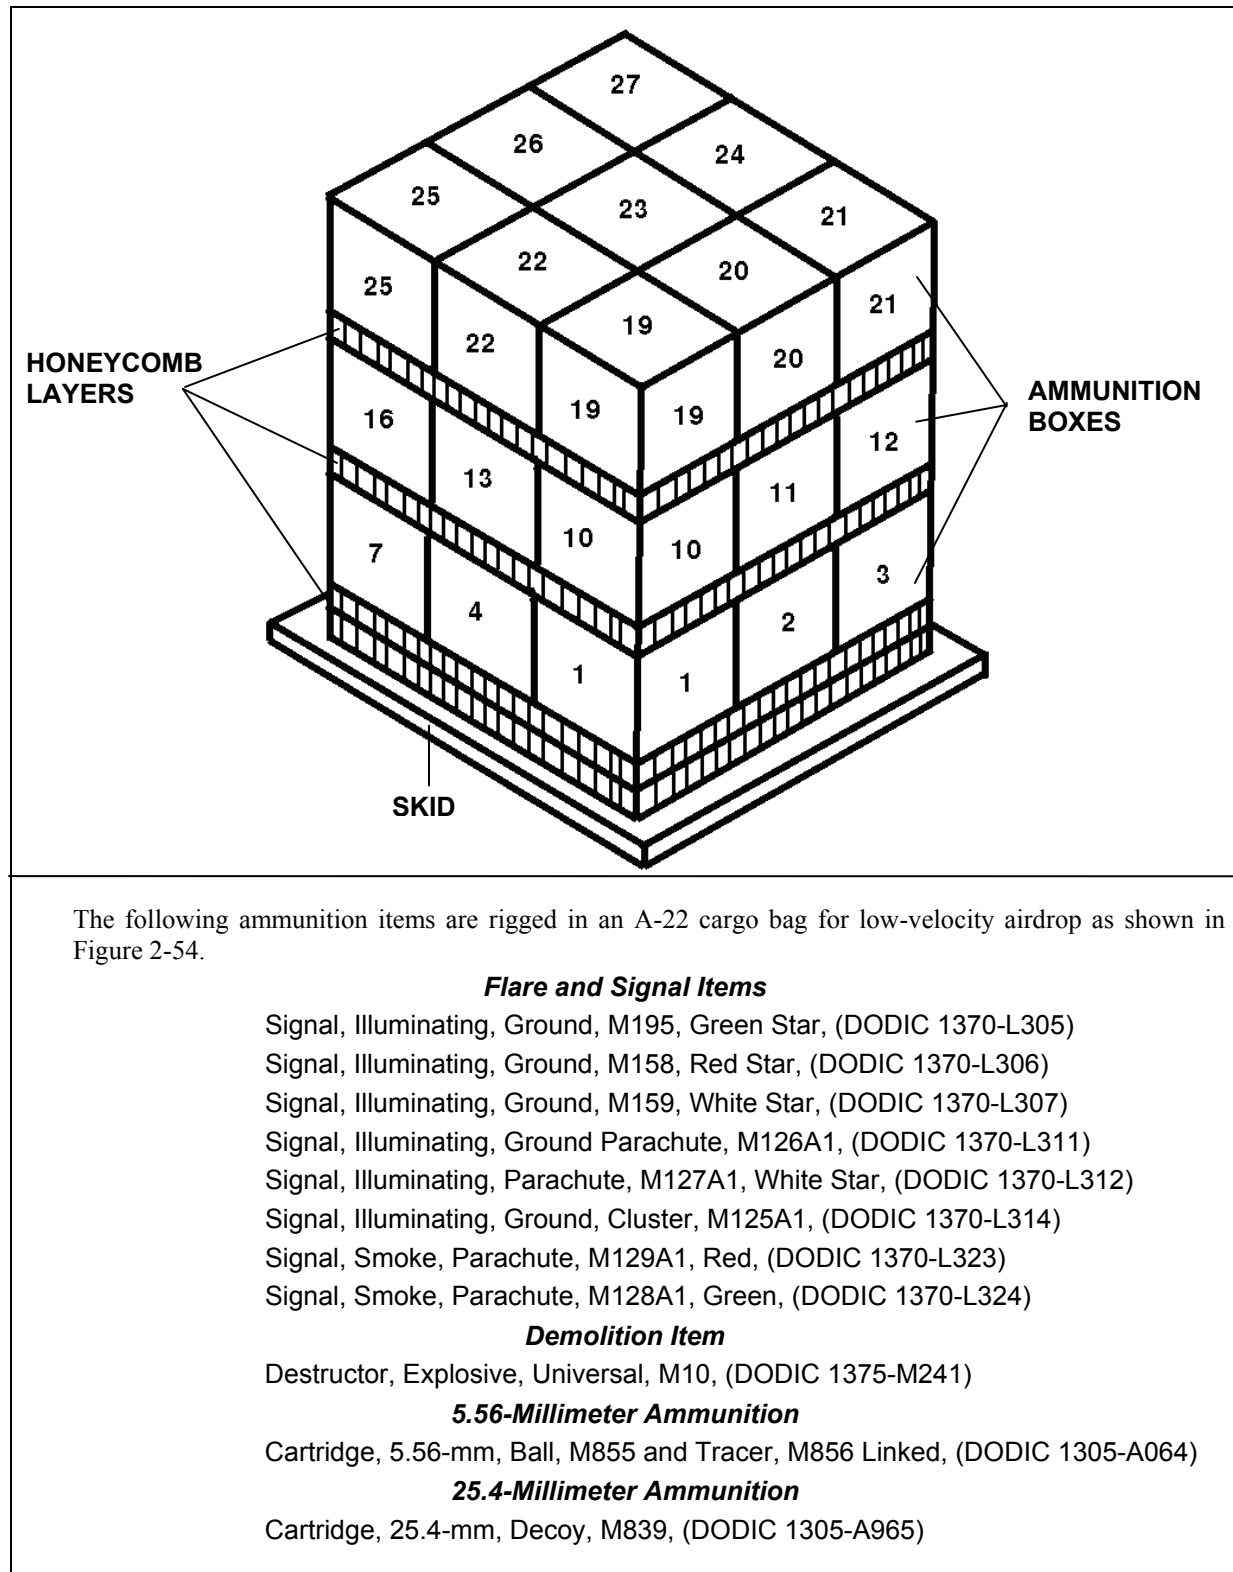 27
26
24
25
23
21
22
20
25
19
21
22
20
HONEYCOMB
LAYERS
19
19
AMMUNITION
BOXES
16
12
13
11
10
10
7
3
4
2
1
1
SKID
The following ammunition items are rigged in an A-22 cargo bag for low-velocity airdrop as shown in
Figure 2-54.
Flare and Signal Items
Signal, Illuminating, Ground, M195, Green Star, (DODIC 1370-L305)
Signal, Illuminating, Ground, M158, Red Star, (DODIC 1370-L306)
Signal, Illuminating, Ground, M159, White Star, (DODIC 1370-L307)
Signal, Illuminating, Ground Parachute, M126A1, (DODIC 1370-L311)
Signal, Illuminating, Parachute, M127A1, White Star, (DODIC 1370-L312)
Signal, Illuminating, Ground, Cluster, M125A1, (DODIC 1370-L314)
Signal, Smoke, Parachute, M129A1, Red, (DODIC 1370-L323)
Signal, Smoke, Parachute, M128A1, Green, (DODIC 1370-L324)
Demolition Item
Destructor, Explosive, Universal, M10, (DODIC 1375-M241)
5.56-Millimeter Ammunition
Cartridge, 5.56-mm, Ball, M855 and Tracer, M856 Linked, (DODIC 1305-A064)
25.4-Millimeter Ammunition
Cartridge, 25.4-mm, Decoy, M839, (DODIC 1305-A965)